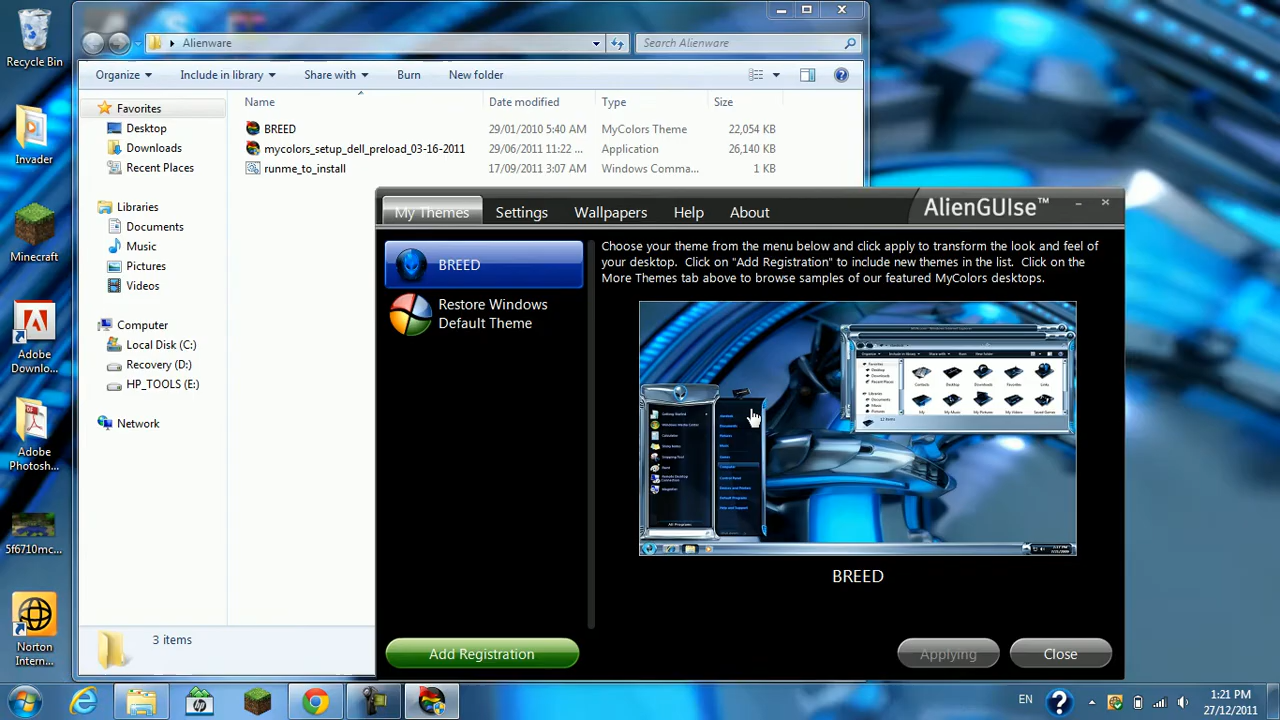 Recycle Bin
Invader
Minecraft
Adobe
Downlo...
Adobe
Photosh...
5f6710mc...
Norton
Intern...
Alienware
Search Alienware
Organize
Include in library
Share with
Burn
New folder
Favorites
Desktop
Downloads
Recent Places
Libraries
Documents
Music
Pictures
Videos
Computer
Local Disk (C:)
Recovery (D:)
HP_TOOLS (E:)
Network
Name
Date modified
Type
Size
BREED
29/01/2010 5:40 AM
MyColors Theme
22,054 KB
mycolors_setup_dell_preload_03-16-2011
29/06/2011 11:22 ...
Application
26,140 KB
runme_to_install
17/09/2011 3:07 AM
Windows Comma...
1 KB
3 items
My Themes
Settings
Wallpapers
Help
About
AlienGUIse™
BREED
Restore Windows
Default Theme
Choose your theme from the menu below and click apply to transform the look and feel of
your desktop. Click on "Add Registration" to include new themes in the list. Click on the
More Themes tab above to browse samples of our featured MyColors desktops.
BREED
Add Registration
Applying
Close
EN
1:21 PM
27/12/2011